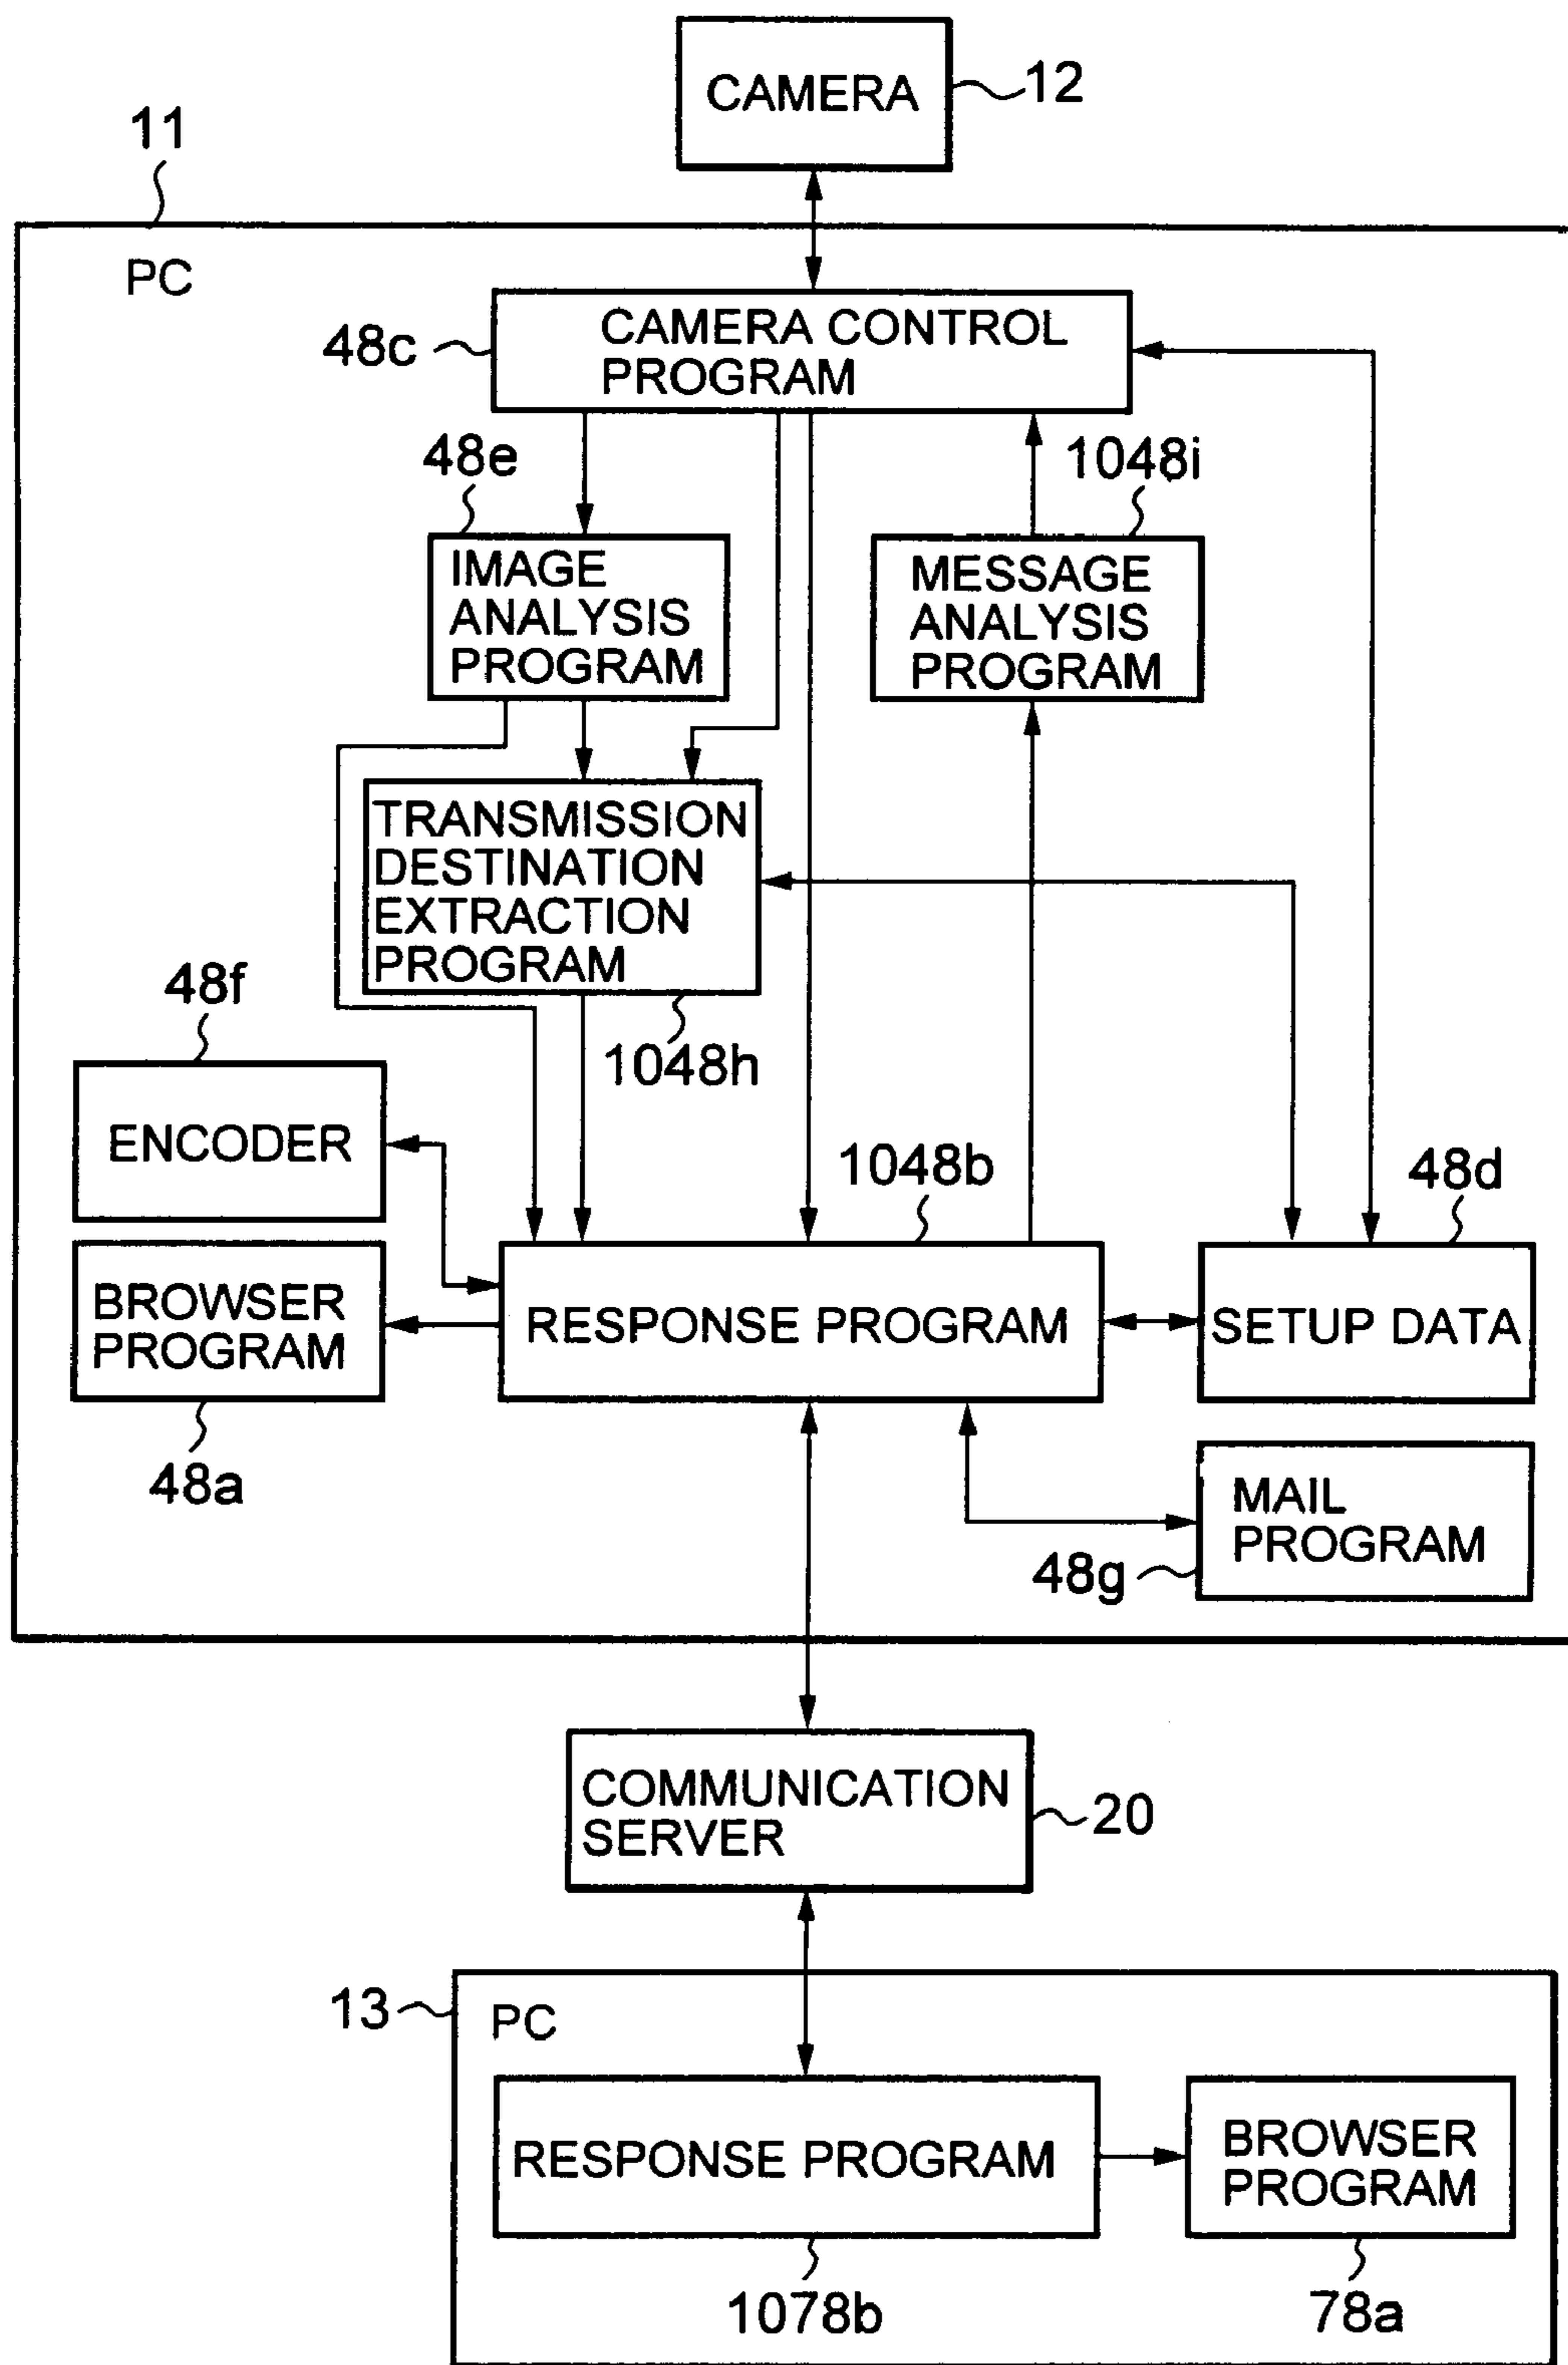 CAMERA
12
11
PC
CAMERA CONTROL
PROGRAM
48c
48e
1048i
IMAGE
ANALYSIS
PROGRAM
MESSAGE
ANALYSIS
PROGRAM
TRANSMISSION
DESTINATION
EXTRACTION
PROGRAM
48f
1048h
ENCODER
1048b
48d
BROWSER
PROGRAM
RESPONSE PROGRAM
SETUP DATA
48a
MAIL
PROGRAM
48g
COMMUNICATION
SERVER
20
13
PC
RESPONSE PROGRAM
BROWSER
PROGRAM
1078b
78a